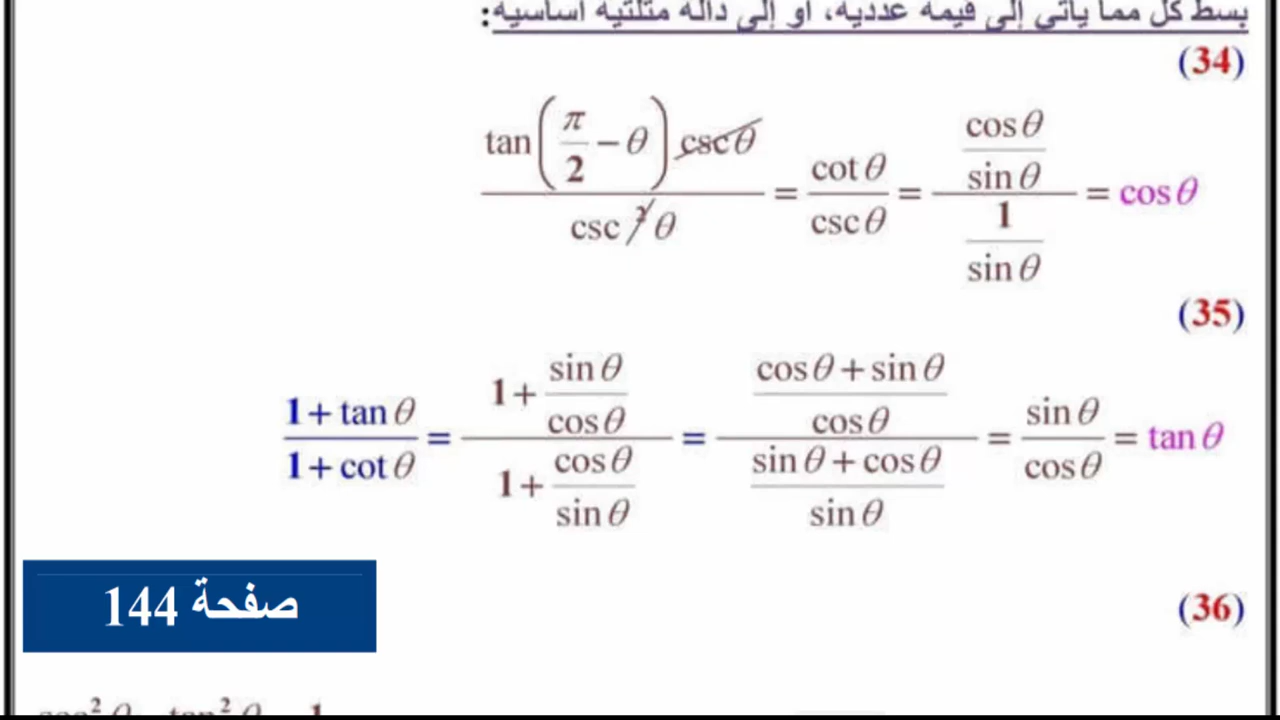 بسط كل مما يأتي إلى قيمة عددية، أو إلى دالة مثلثية أساسية:
(34)
tan(π/2 − θ) cscθ / csc²θ = cotθ / cscθ = (cosθ / sinθ) / (1 / sinθ) = cosθ
(35)
(1 + tanθ) / (1 + cotθ) = (1 + sinθ / cosθ) / (1 + cosθ / sinθ) = ((cosθ + sinθ) / cosθ) / ((sinθ + cosθ) / sinθ) = sinθ / cosθ = tanθ
(36)
صفحة 144